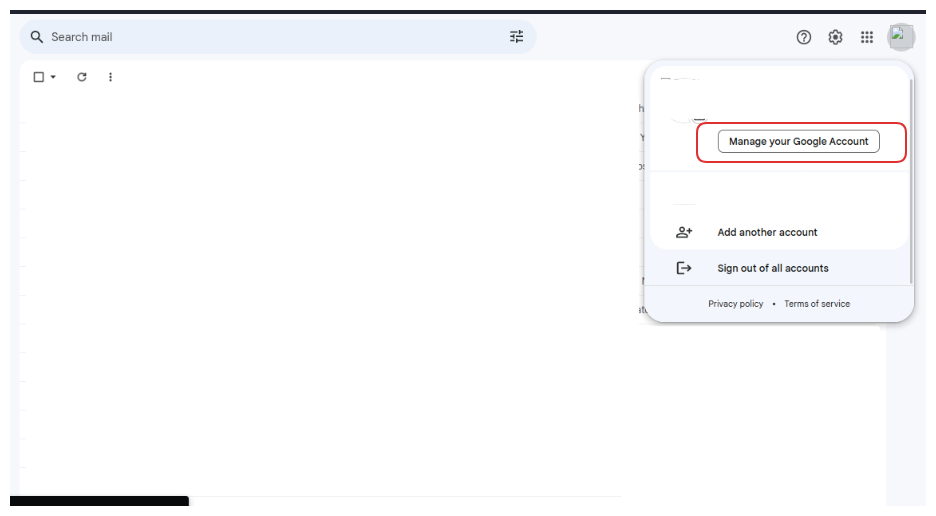 Search mail
Manage your Google Account
Add another account
Sign out of all accounts
Privacy policy • Terms of service